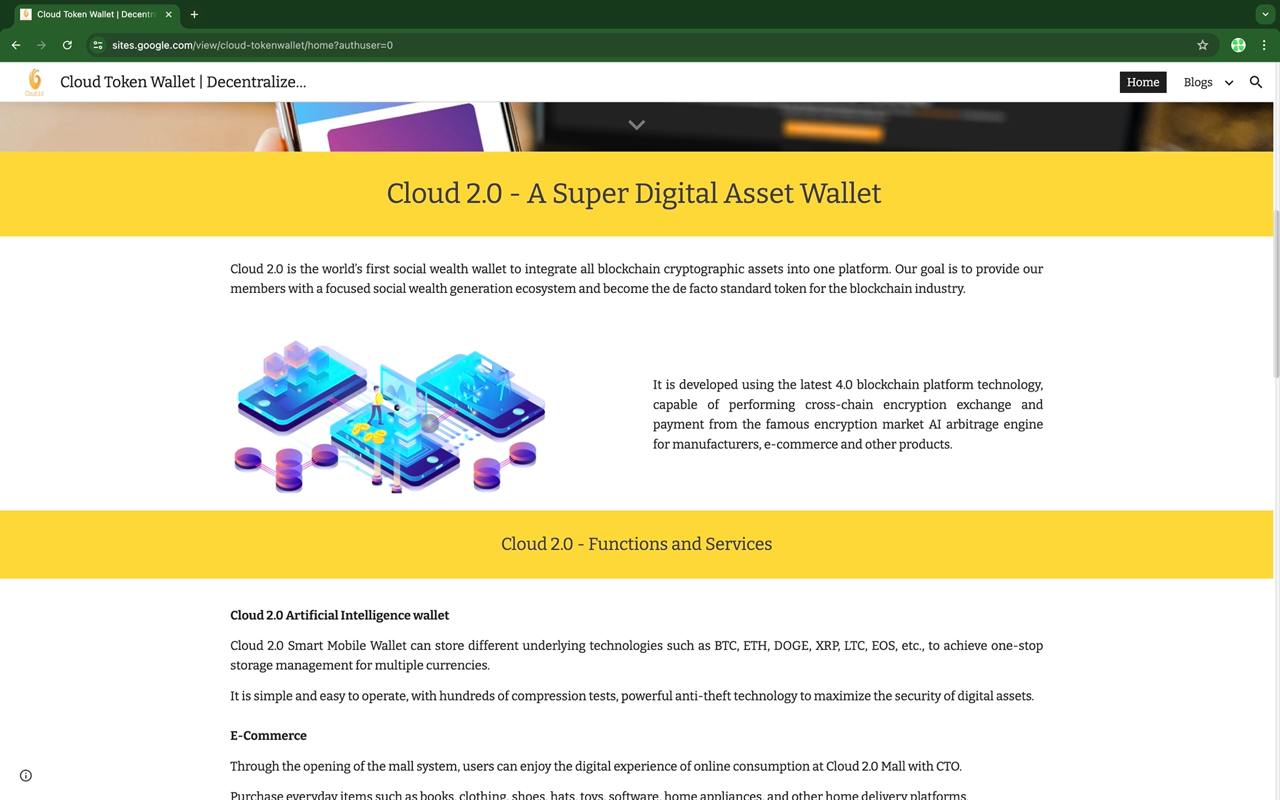 Cloud Token Wallet | Decentr
sites.google.com/view/cloud-tokenwallet/home?authuser=0
Cloud Token Wallet | Decentralize...
Home
Blogs
Cloud 2.0 - A Super Digital Asset Wallet
Cloud 2.0 is the world's first social wealth wallet to integrate all blockchain cryptographic assets into one platform. Our goal is to provide our
members with a focused social wealth generation ecosystem and become the de facto standard token for the blockchain industry.
It is developed using the latest 4.0 blockchain platform technology,
capable of performing cross-chain encryption exchange and
payment from the famous encryption market AI arbitrage engine
for manufacturers, e-commerce and other products.
Cloud 2.0 - Functions and Services
Cloud 2.0 Artificial Intelligence wallet
Cloud 2.0 Smart Mobile Wallet can store different underlying technologies such as BTC, ETH, DOGE, XRP, LTC, EOS, etc., to achieve one-stop
storage management for multiple currencies.
It is simple and easy to operate, with hundreds of compression tests, powerful anti-theft technology to maximize the security of digital assets.
E-Commerce
Through the opening of the mall system, users can enjoy the digital experience of online consumption at Cloud 2.0 Mall with CTO.
Purchase everyday items such as books, clothing, shoes, hats, toys, software, home appliances, and other home delivery platforms.